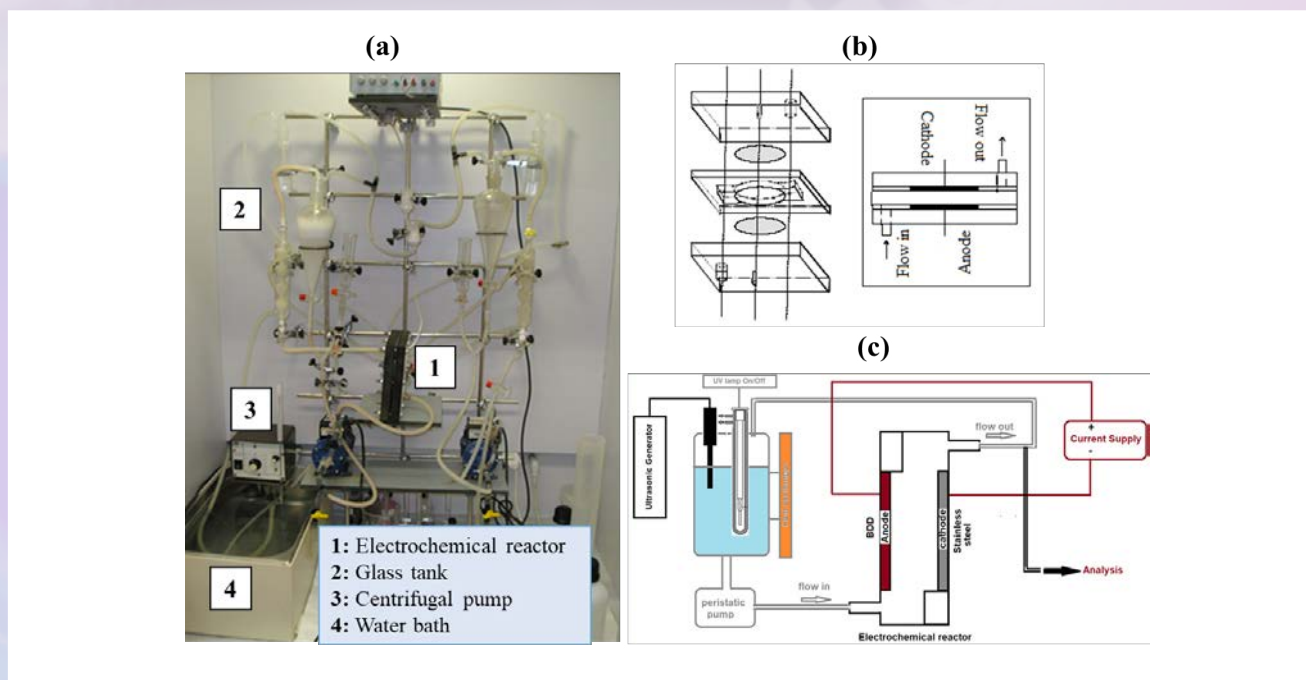 (a)
2
1
3
4
1: Electrochemical reactor
2: Glass tank
3: Centrifugal pump
4: Water bath
(b)
Cathode
Flow out
Flow in
Anode
(c)
UV lamp On/Off
Ultrasonic Generator
flow out
+
Current Supply
-
BDD
Anode
cathode
Stainless
steel
peristatic
pump
flow in
Analysis
Electrochemical reactor